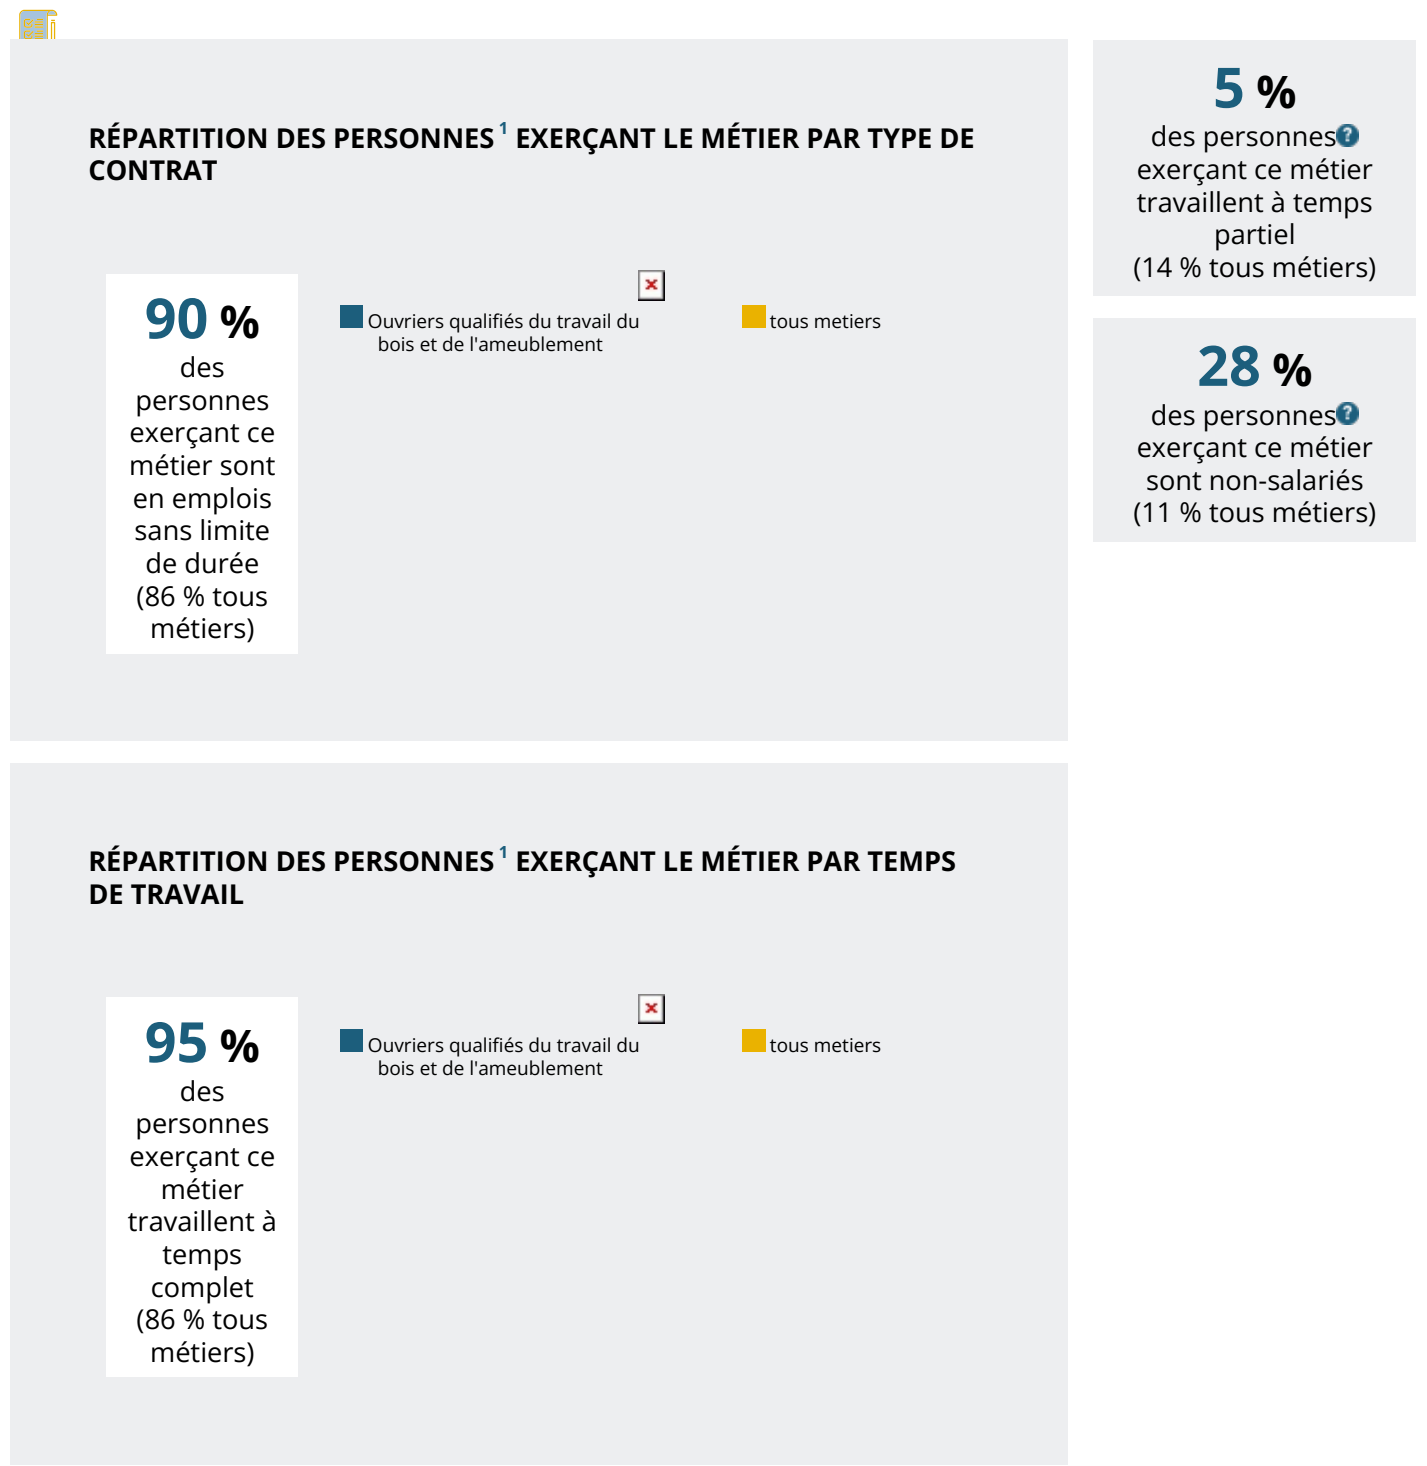 RÉPARTITION DES PERSONNES 1 EXERÇANT LE MÉTIER PAR TYPE DE
CONTRAT
90 %
des
personnes
exerçant ce
métier sont
en emplois
sans limite
de durée
(86 % tous
métiers)
Ouvriers qualifiés du travail du
bois et de l'ameublement
tous metiers
5 %
des personnes?
exerçant ce métier
travaillent à temps
partiel
(14 % tous métiers)
28 %
des personnes?
exerçant ce métier
sont non-salariés
(11 % tous métiers)
RÉPARTITION DES PERSONNES 1 EXERÇANT LE MÉTIER PAR TEMPS
DE TRAVAIL
95 %
des
personnes
exerçant ce
métier
travaillent à
temps
complet
(86 % tous
métiers)
Ouvriers qualifiés du travail du
bois et de l'ameublement
tous metiers